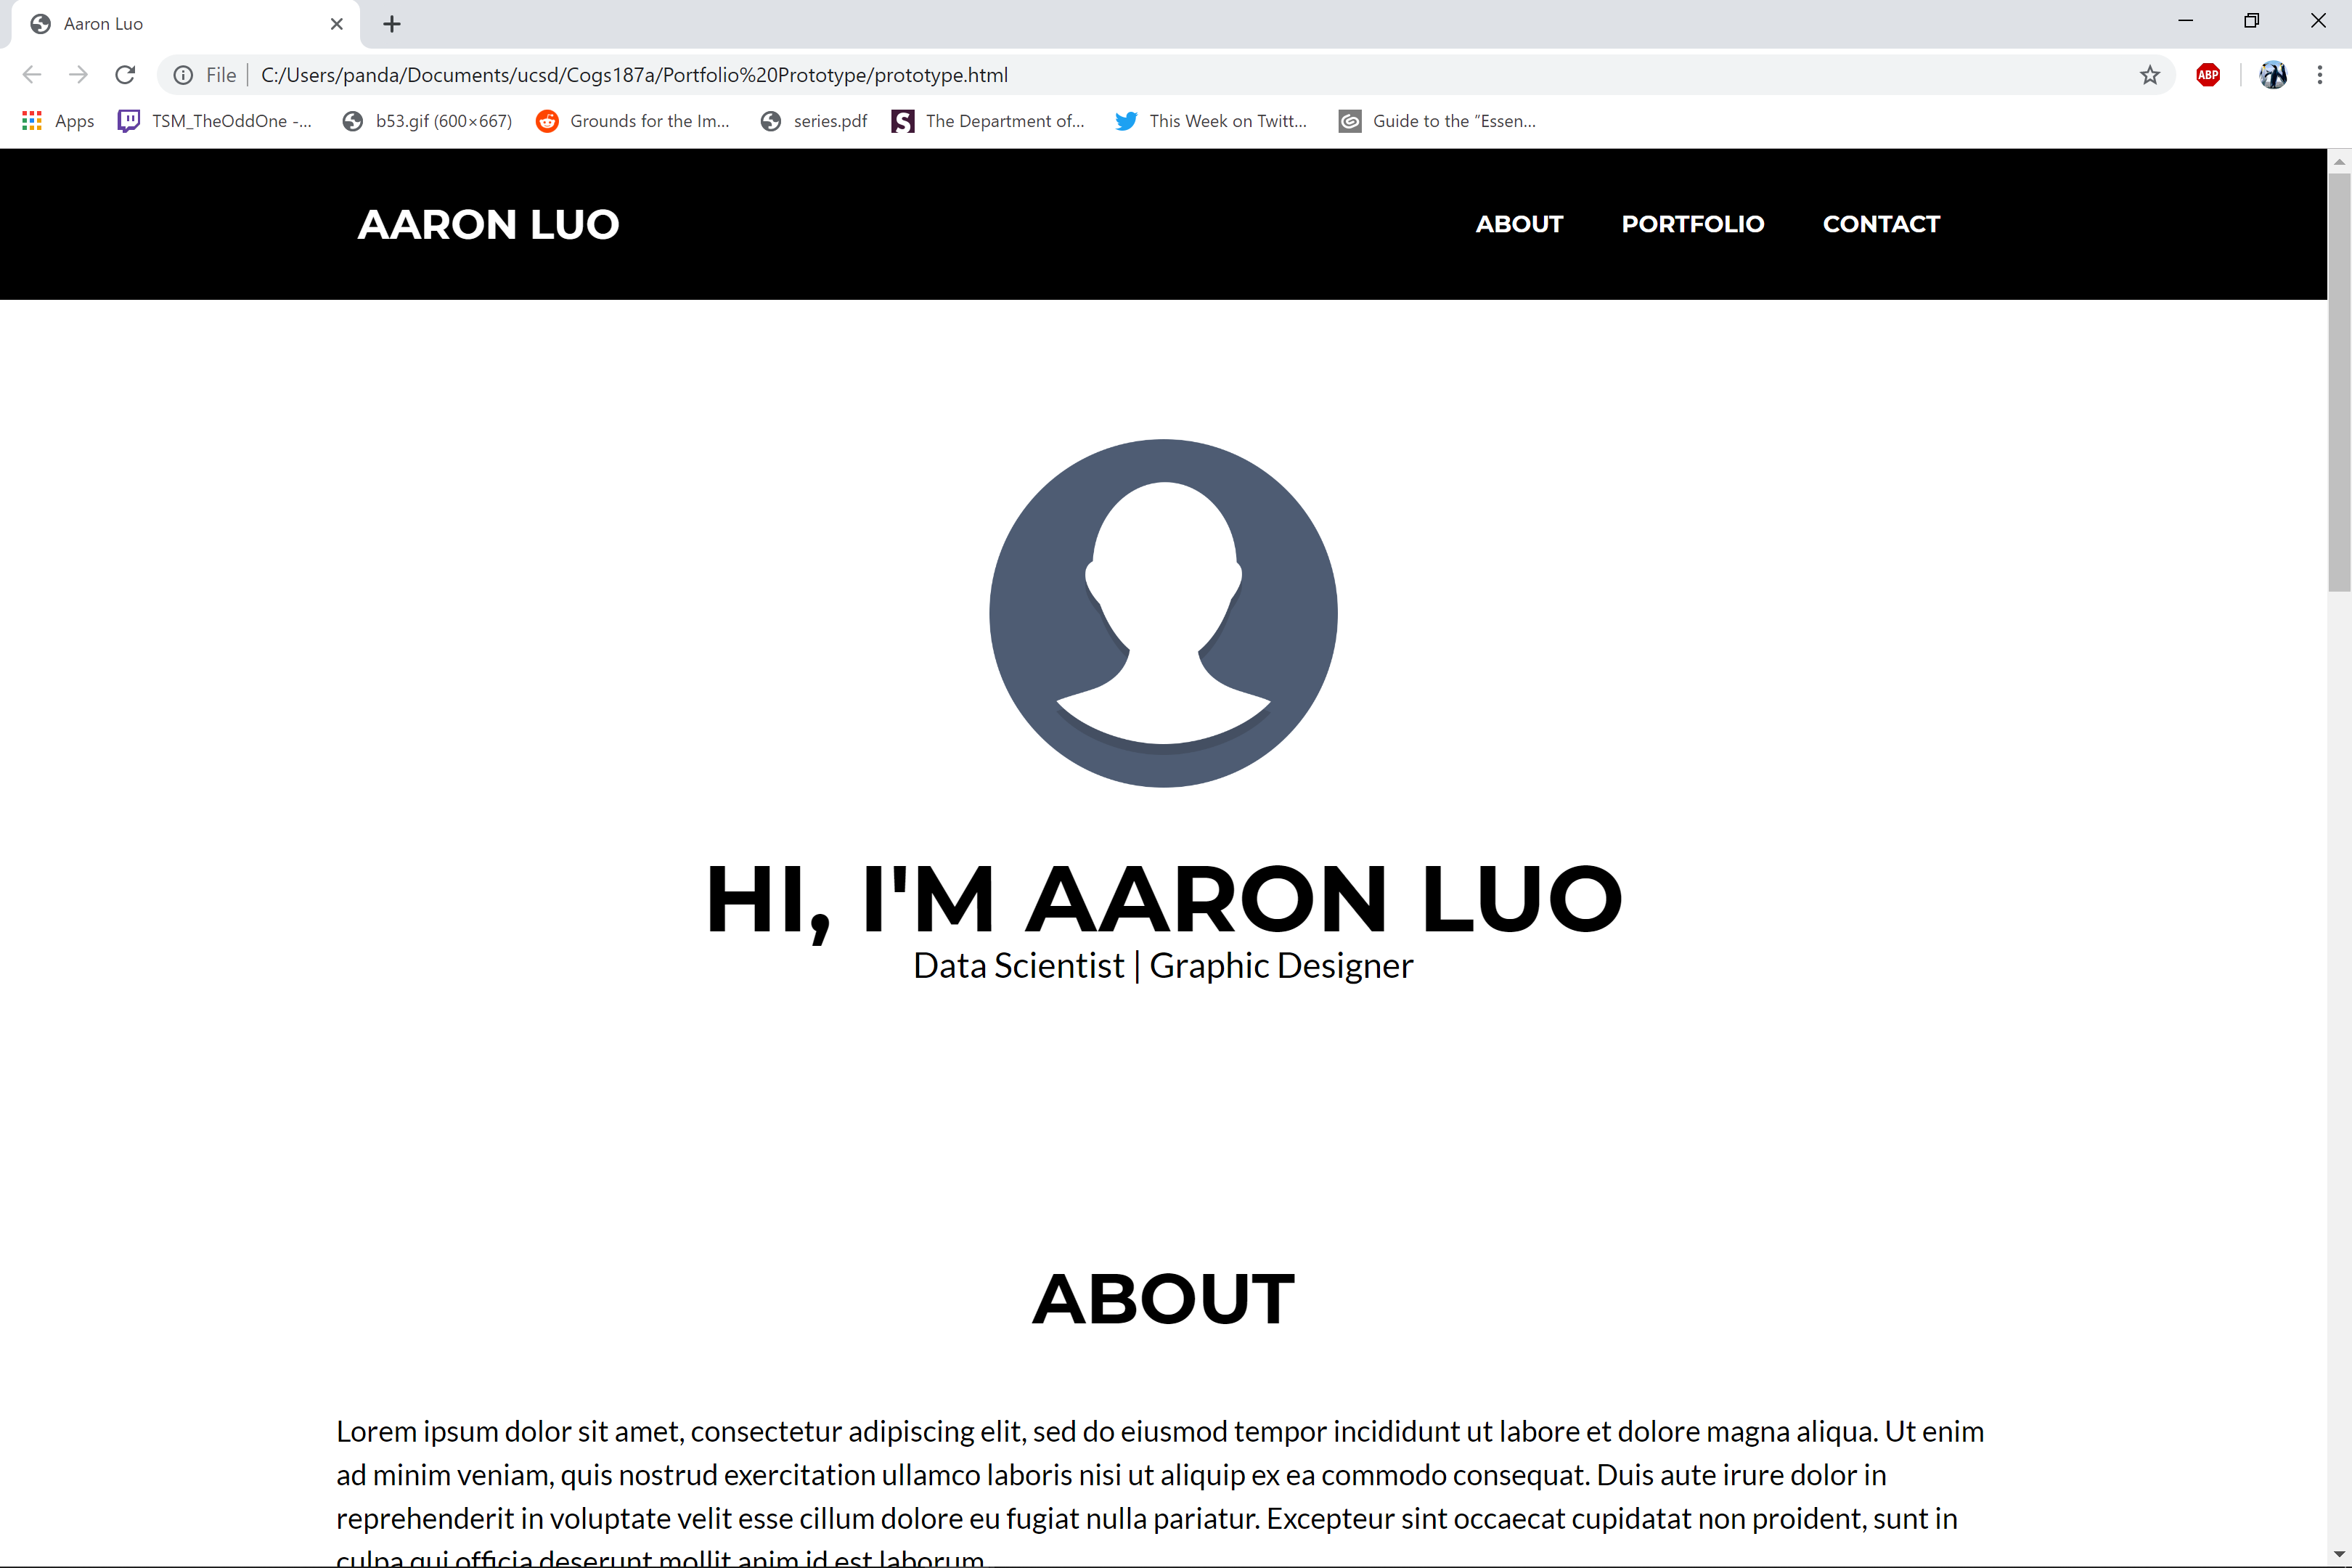 Aaron Luo
File C:/Users/panda/Documents/ucsd/Cogs187a/Portfolio%20Prototype/prototype.html
ABP
Apps TSM_TheOddOne -... b53.gif (600×667) Grounds for the Im... series.pdf The Department of... This Week on Twitt... Guide to the "Essen...
AARON LUO ABOUT PORTFOLIO CONTACT
HI, I'M AARON LUO
Data Scientist | Graphic Designer
ABOUT
Lorem ipsum dolor sit amet, consectetur adipiscing elit, sed do eiusmod tempor incididunt ut labore et dolore magna aliqua. Ut enim
ad minim veniam, quis nostrud exercitation ullamco laboris nisi ut aliquip ex ea commodo consequat. Duis aute irure dolor in
reprehenderit in voluptate velit esse cillum dolore eu fugiat nulla pariatur. Excepteur sint occaecat cupidatat non proident, sunt in
culpa qui officia deserunt mollit anim id est laborum.